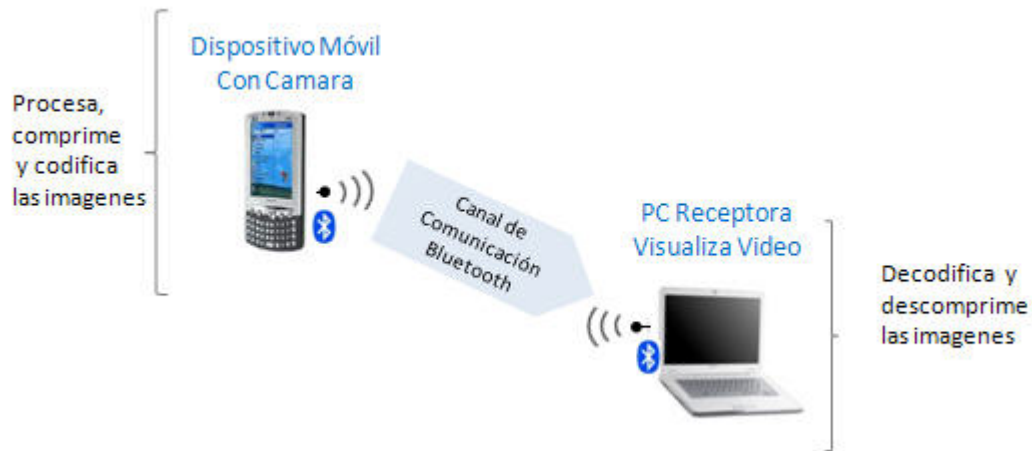 Dispositivo Móvil
Con Camara
Procesa,
comprime
y codifica
las imagenes
Canal de
Comunicación
Bluetooth
PC Receptora
Visualiza Video
Decodifica y
descomprime
las imagenes